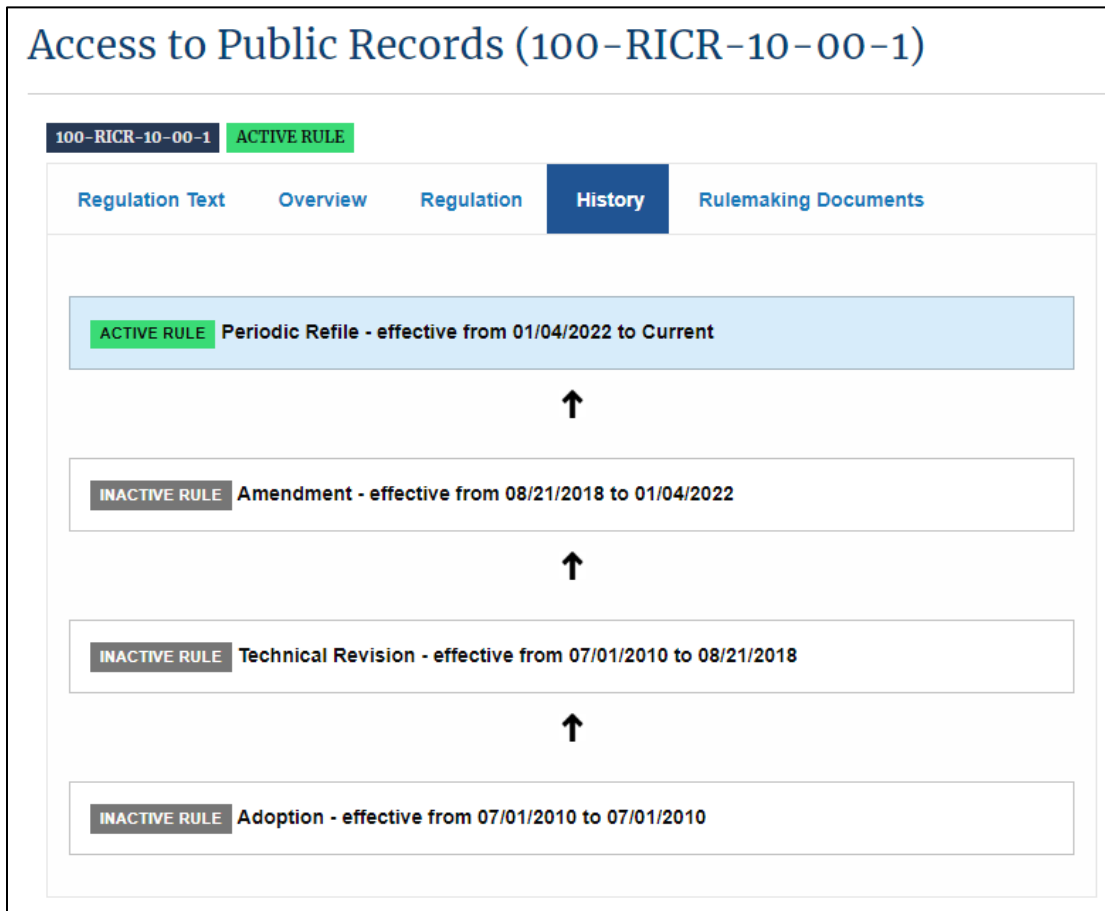 Access to Public Records (100-RICR-10-00-1)
100-RICR-10-00-1 ACTIVE RULE
Regulation Text Overview Regulation History Rulemaking Documents
ACTIVE RULE Periodic Refile - effective from 01/04/2022 to Current
INACTIVE RULE Amendment - effective from 08/21/2018 to 01/04/2022
INACTIVE RULE Technical Revision - effective from 07/01/2010 to 08/21/2018
INACTIVE RULE Adoption - effective from 07/01/2010 to 07/01/2010